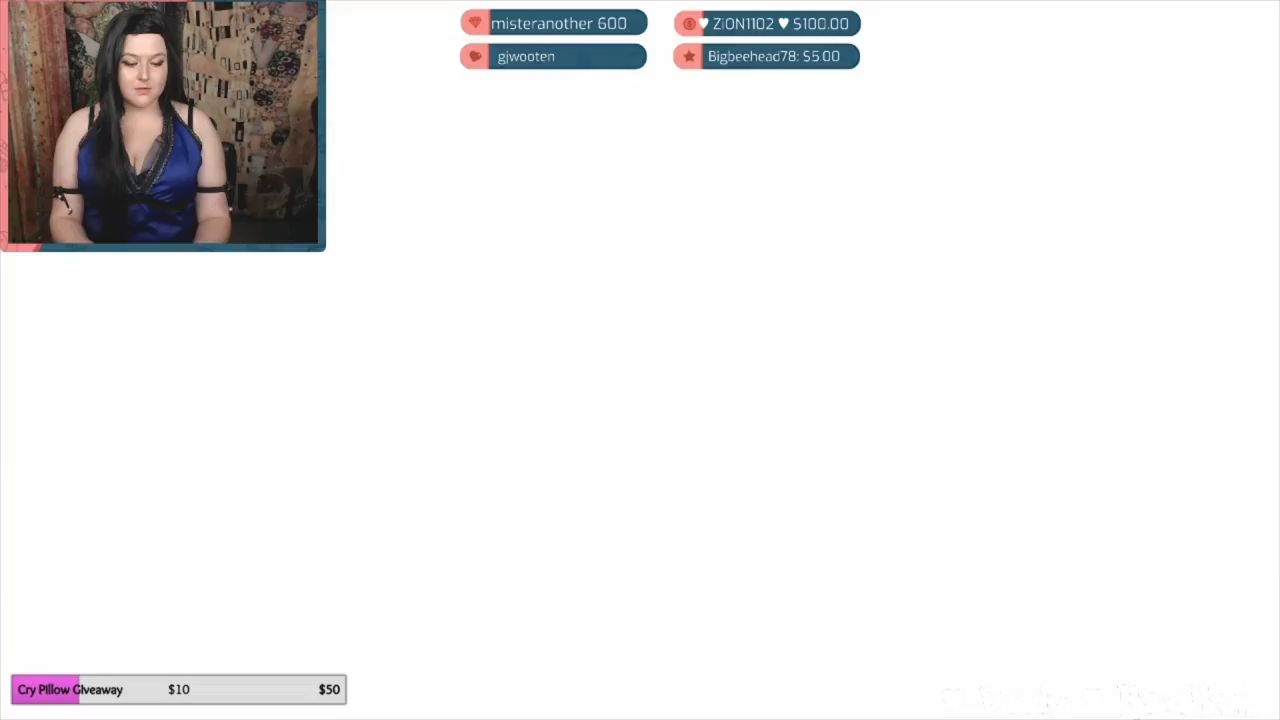 misteranother 600
♥ ZiON1102 ♥ $100.00
gjwooten
Bigbeehead78: $5.00
Cry Pillow Giveaway $10 $50